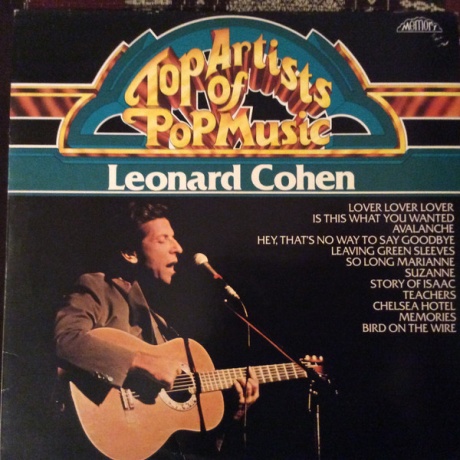 Memory
Top Artists
of
Pop Music
Leonard Cohen
LOVER LOVER LOVER
IS THIS WHAT YOU WANTED
AVALANCHE
HEY, THAT'S NO WAY TO SAY GOODBYE
LEAVING GREEN SLEEVES
SO LONG MARIANNE
SUZANNE
STORY OF ISAAC
TEACHERS
CHELSEA HOTEL
MEMORIES
BIRD ON THE WIRE